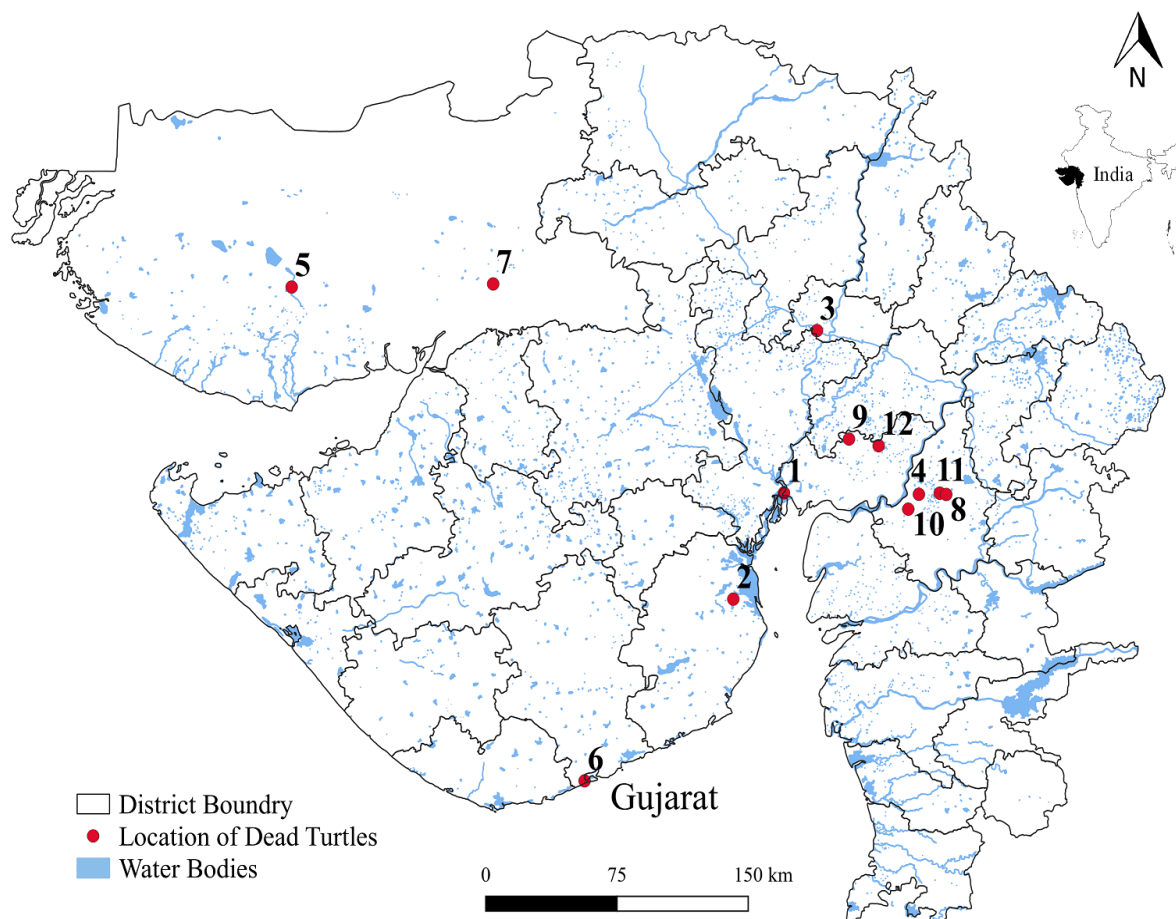 N
India
5
7
3
9
12
1
4
11
8
10
2
6
Gujarat
District Boundry
Location of Dead Turtles
Water Bodies
0 75 150 km